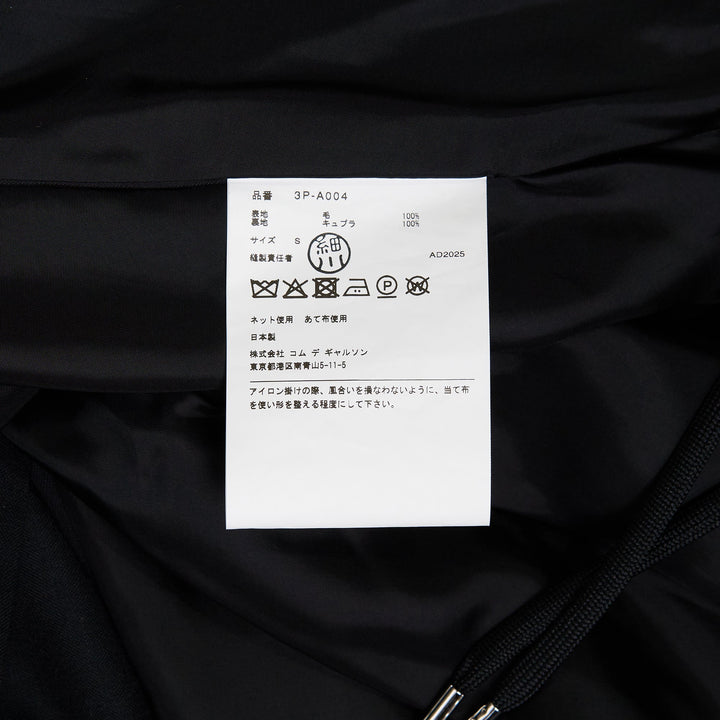 品番 3P-A004
表地 毛 100%
裏地 キュプラ 100%
サイズ S
細川
縫製責任者 AD2025
P
W
ネット使用 あて布使用
日本製
株式会社 コム デ ギャルソン
東京都港区南青山5-11-5
アイロン掛けの際、風合いを損なわないように、当て布
を使い形を整える程度にして下さい。